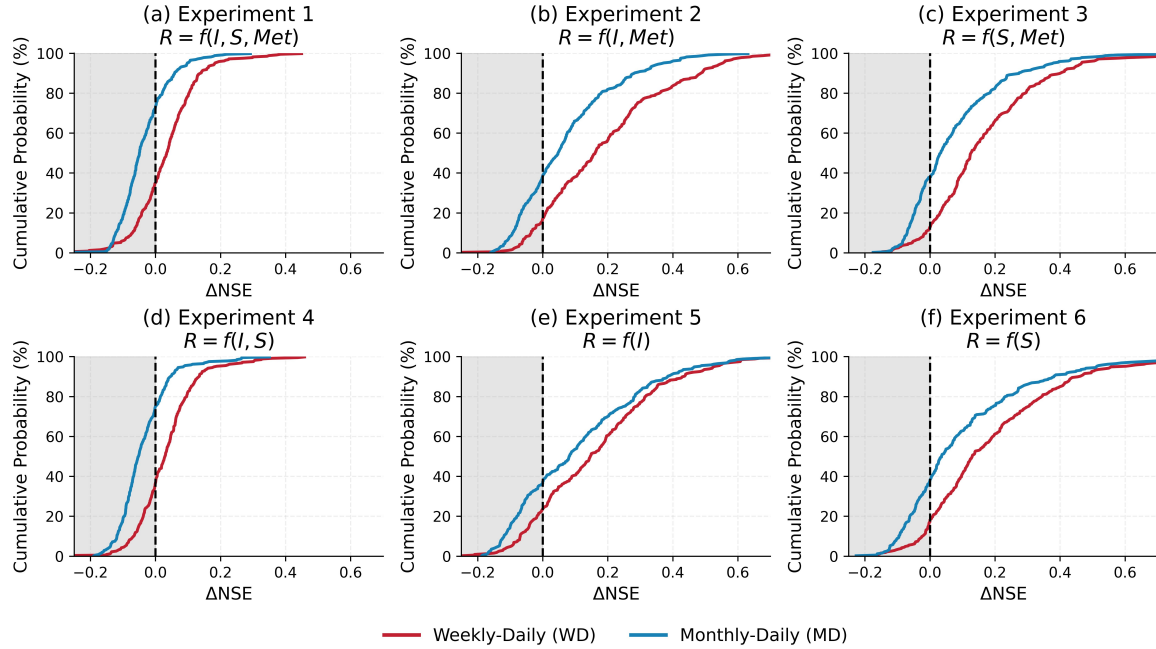 (a) Experiment 1
R = f(I, S, Met)
Cumulative Probability (%)
100
80
60
40
20
0
−0.2 0.0 0.2 0.4 0.6
ΔNSE
(b) Experiment 2
R = f(I, Met)
Cumulative Probability (%)
100
80
60
40
20
0
−0.2 0.0 0.2 0.4 0.6
ΔNSE
(c) Experiment 3
R = f(S, Met)
Cumulative Probability (%)
100
80
60
40
20
0
−0.2 0.0 0.2 0.4 0.6
ΔNSE
(d) Experiment 4
R = f(I, S)
Cumulative Probability (%)
100
80
60
40
20
0
−0.2 0.0 0.2 0.4 0.6
ΔNSE
(e) Experiment 5
R = f(I)
Cumulative Probability (%)
100
80
60
40
20
0
−0.2 0.0 0.2 0.4 0.6
ΔNSE
(f) Experiment 6
R = f(S)
Cumulative Probability (%)
100
80
60
40
20
0
−0.2 0.0 0.2 0.4 0.6
ΔNSE
Weekly-Daily (WD) Monthly-Daily (MD)